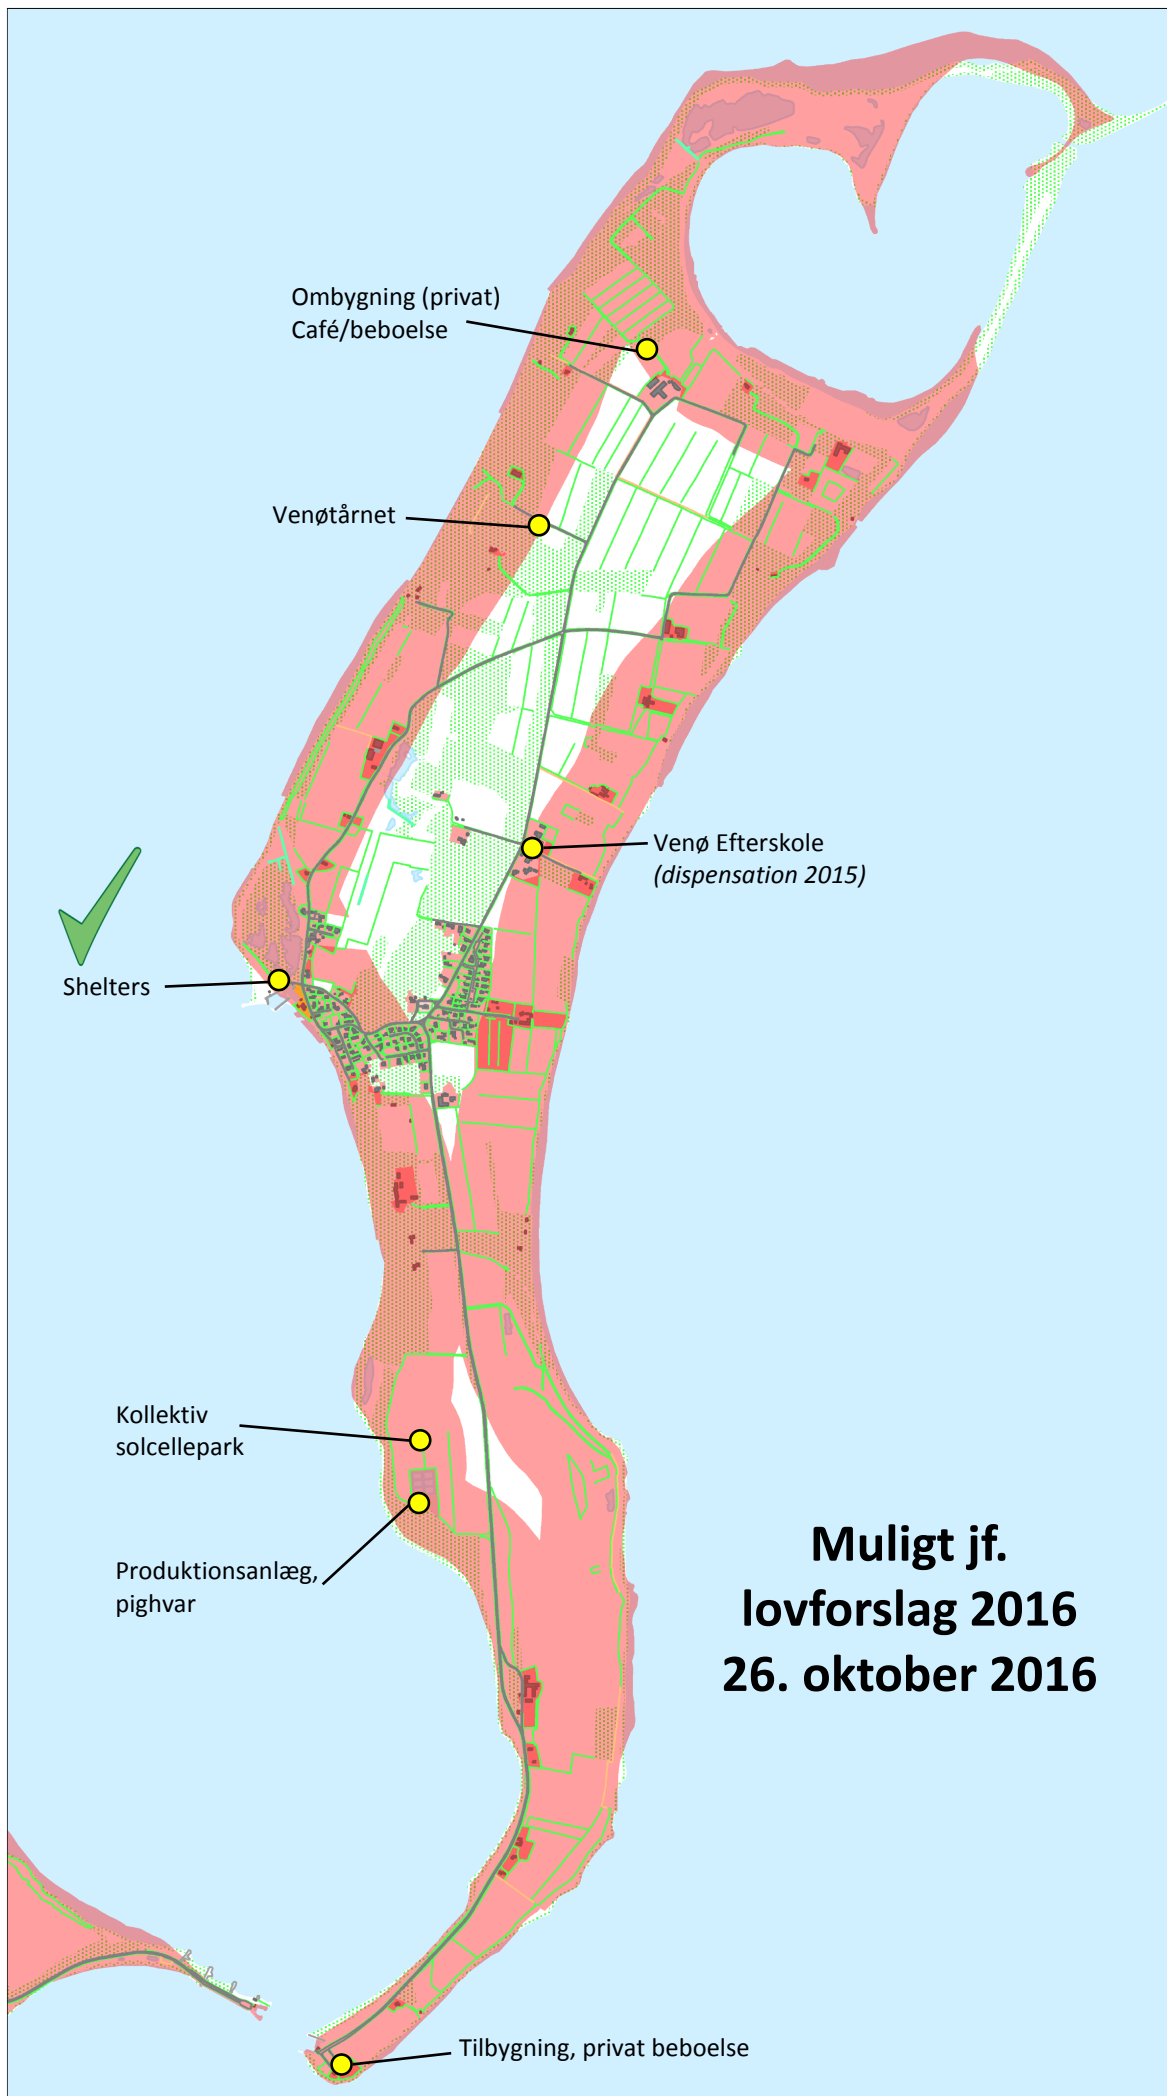 Ombygning (privat)
Café/beboelse
Venøtårnet
Venø Efterskole
(dispensation 2015)
Shelters
Kollektiv
solcellepark
Produktionsanlæg,
pighvar
Muligt jf.
lovforslag 2016
26. oktober 2016
Tilbygning, privat beboelse